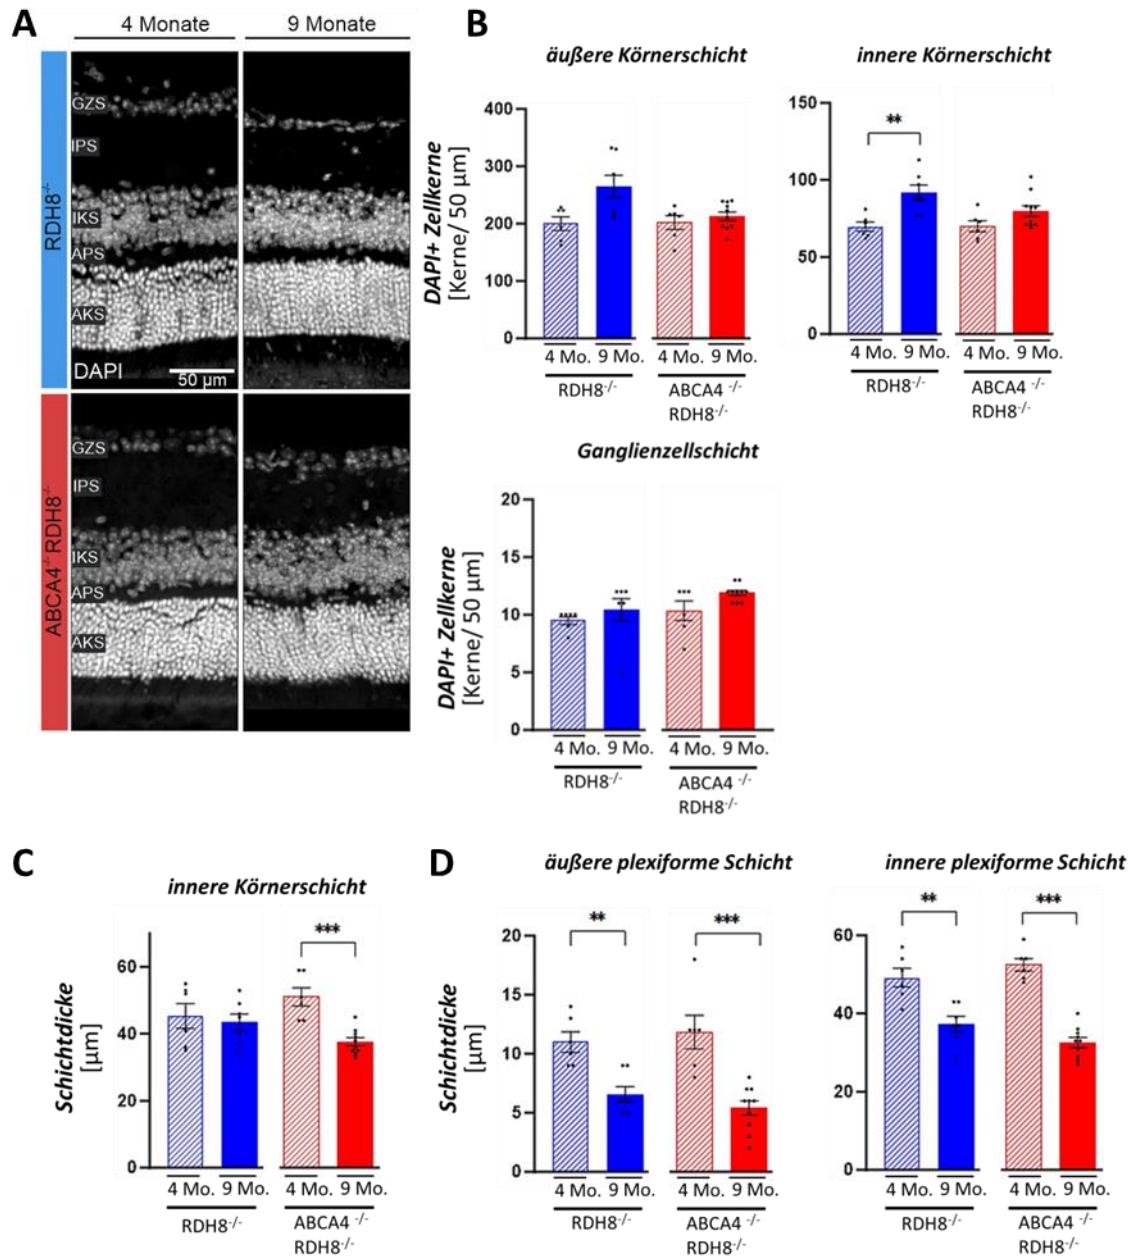 A
4 Monate
9 Monate
RDH8-/-
GZS
IPS
IKS
APS
AKS
DAPI
50 µm
ABCA4-/- RDH8-/-
GZS
IPS
IKS
APS
AKS
B
äußere Körnerschicht
DAPI+ Zellkerne
[Kerne/ 50 µm]
400
300
200
100
0
4 Mo. 9 Mo.
4 Mo. 9 Mo.
RDH8-/-
ABCA4 -/-
RDH8-/-
innere Körnerschicht
150
100
50
0
**
4 Mo. 9 Mo.
4 Mo. 9 Mo.
RDH8-/-
ABCA4 -/-
RDH8-/-
Ganglienzellschicht
DAPI+ Zellkerne
[Kerne/ 50 µm]
20
15
10
5
0
4 Mo. 9 Mo.
4 Mo. 9 Mo.
RDH8-/-
ABCA4 -/-
RDH8-/-
C
innere Körnerschicht
Schichtdicke
[µm]
60
40
20
0
***
4 Mo. 9 Mo.
4 Mo. 9 Mo.
RDH8-/-
ABCA4 -/-
RDH8-/-
D
äußere plexiforme Schicht
Schichtdicke
[µm]
20
15
10
5
0
**
***
4 Mo. 9 Mo.
4 Mo. 9 Mo.
RDH8-/-
ABCA4 -/-
RDH8-/-
innere plexiforme Schicht
60
40
20
0
**
***
4 Mo. 9 Mo.
4 Mo. 9 Mo.
RDH8-/-
ABCA4 -/-
RDH8-/-